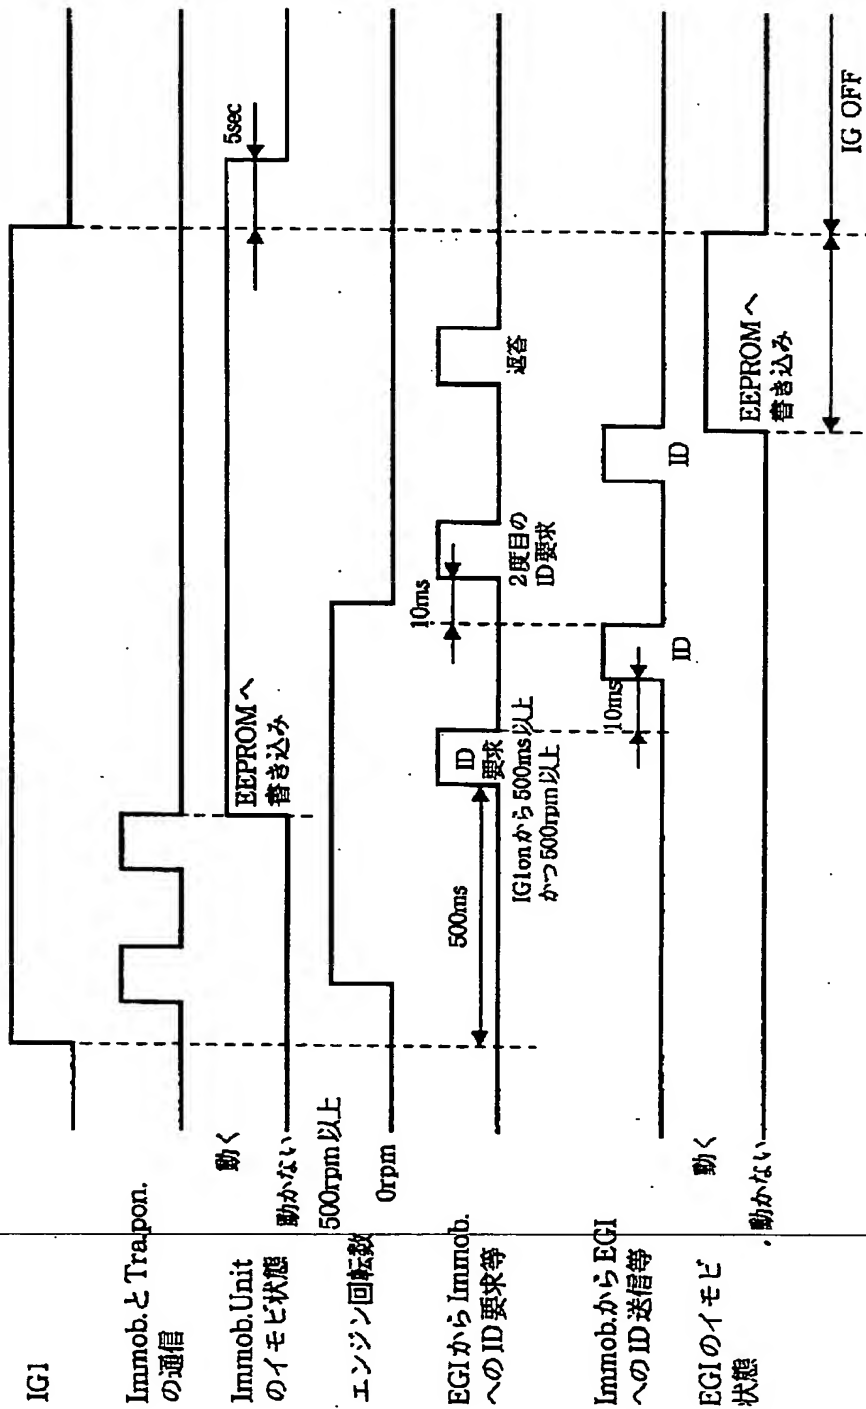 IG1
Immob.とTra.pon.
の通信
Immob.Unit
のイモビ状態
動く
動かない
EEPROMへ
書き込み
5sec
エンジン回転数
500rpm以上
0rpm
EGIからImmob.
へのID要求等
500ms
ID
要求
IG1onから500ms以上
かつ500rpm以上
10ms
2度目の
ID要求
返答
Immob.からEGI
へのID送信等
10ms
ID
ID
EGIのイモビ
状態
動く
動かない
EEPROMへ
書き込み
IG OFF